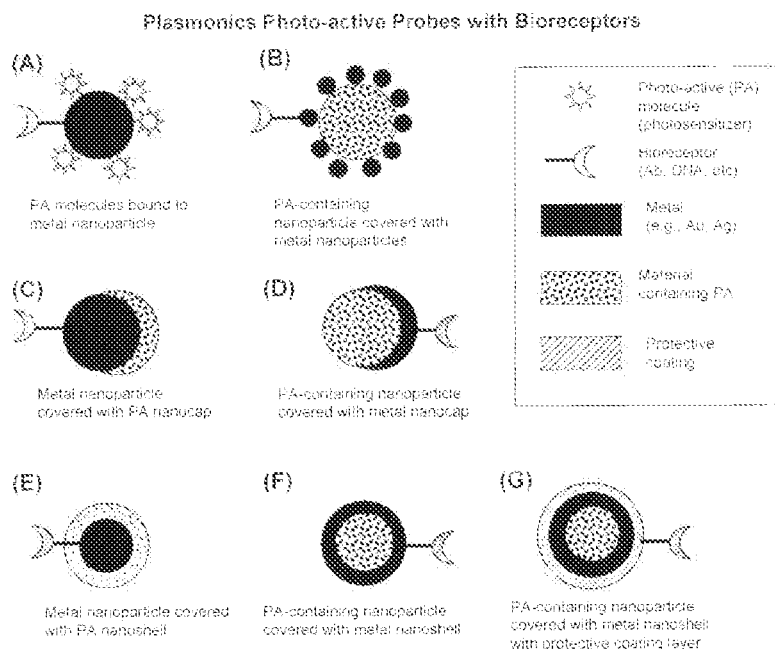 Plasmonics Photo-active Probes with Bioreceptors
(A)
PA molecules bound to
metal nanoparticle
(B)
PA-containing
nanoparticle covered with
metal nanoparticles
(C)
Metal nanoparticle
covered with PA nanocap
(D)
PA-containing nanoparticle
covered with metal nanocap
Photo-active (PA)
molecule
(photosensitizer)
Bioreceptor
(Ab, DNA, etc)
Metal
(e.g., Au, Ag)
Material
containing PA
Protective
coating
(E)
Metal nanoparticle covered
with PA nanoshell
(F)
PA-containing nanoparticle
covered with metal nanoshell
(G)
PA-containing nanoparticle
covered with metal nanoshell
with protective coating layer